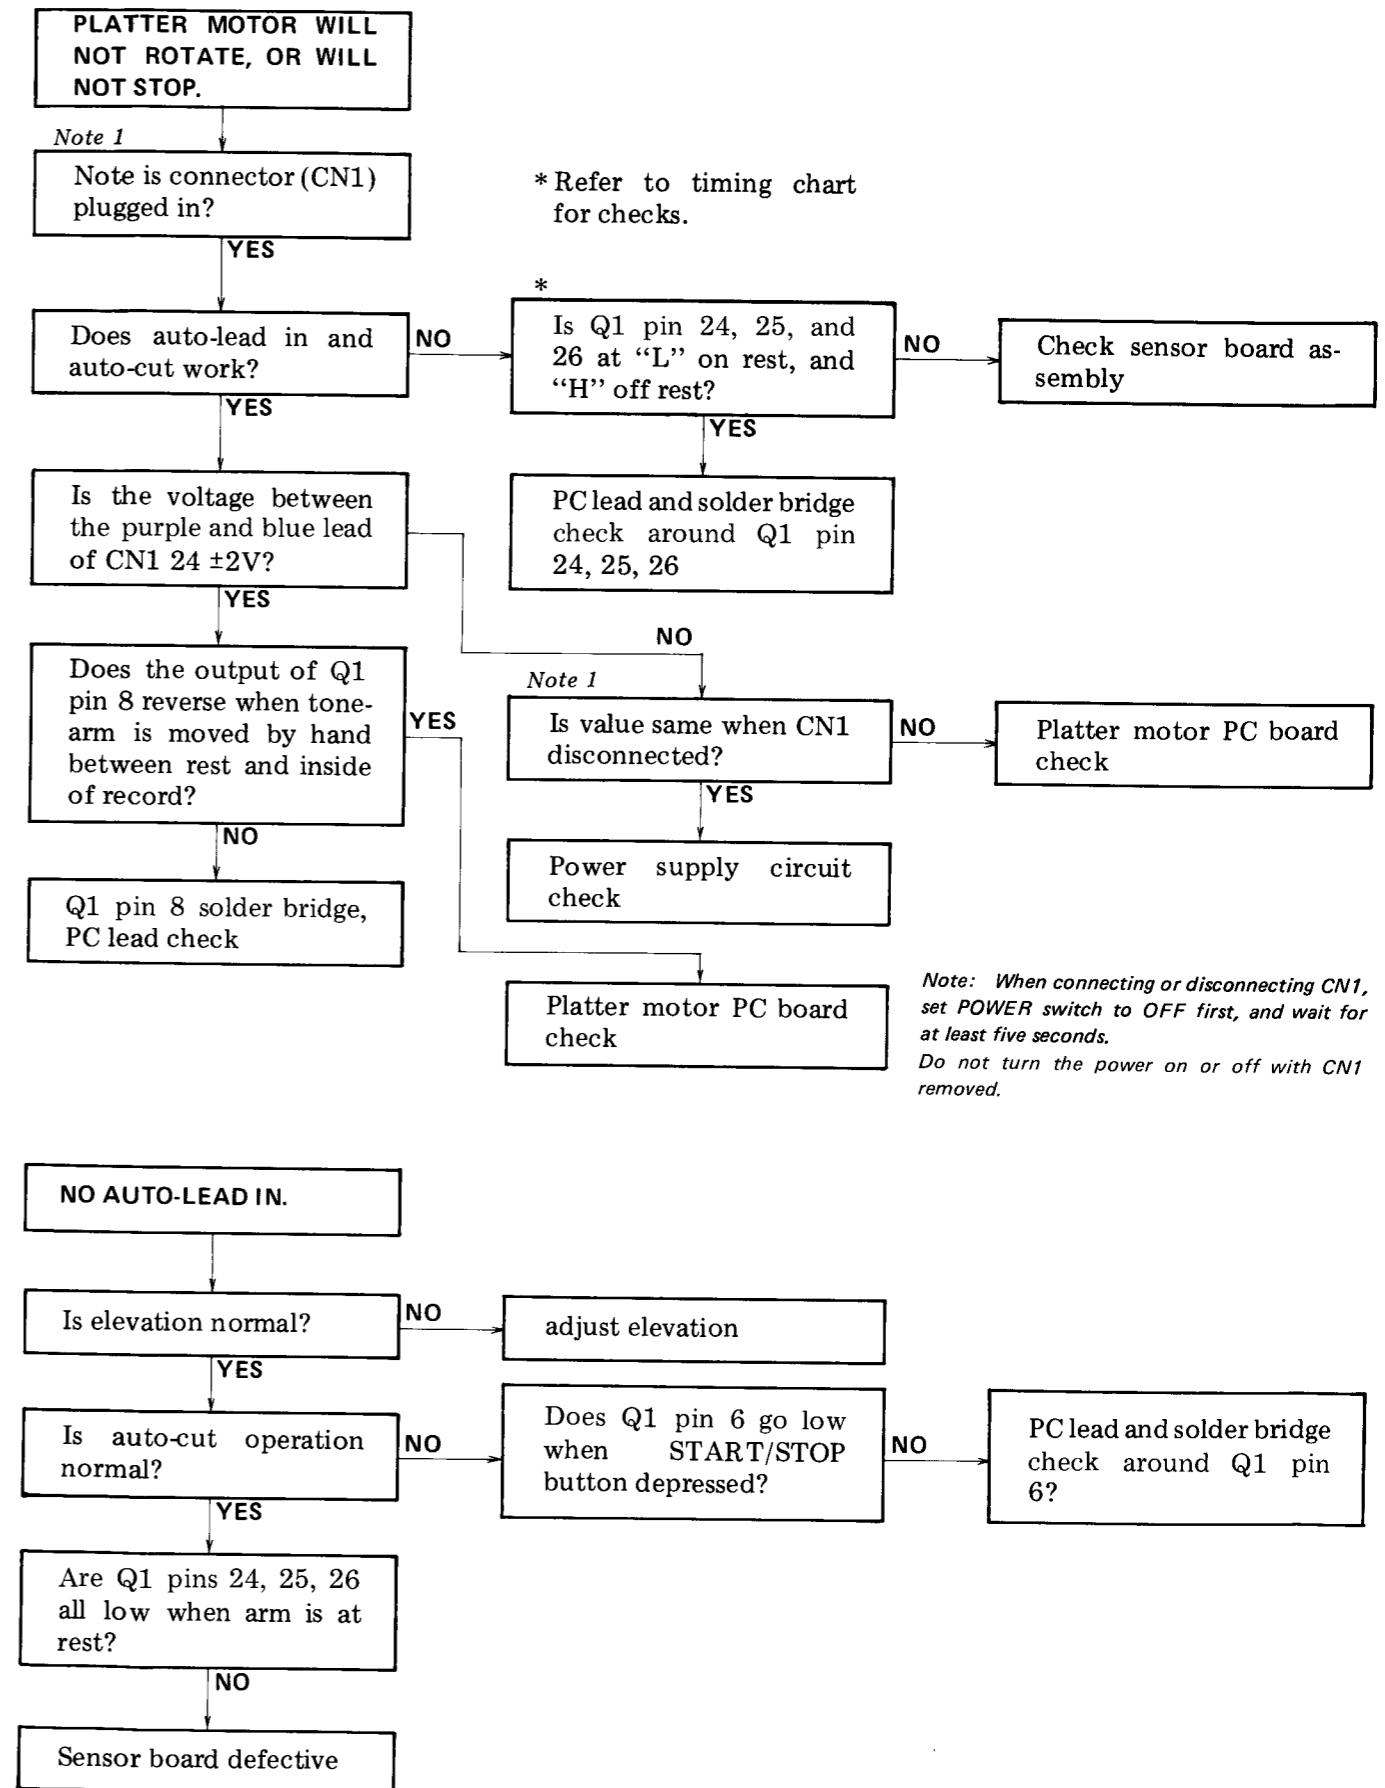 PLATTER MOTOR WILL
NOT ROTATE, OR WILL
NOT STOP.
Note 1
Note is connector (CN1)
plugged in?
YES
* Refer to timing chart
for checks.
Does auto-lead in and
auto-cut work?
NO
*
Is Q1 pin 24, 25, and
26 at “L” on rest, and
“H” off rest?
NO
Check sensor board as-
sembly
YES
YES
Is the voltage between
the purple and blue lead
of CN1 24 ±2V?
PC lead and solder bridge
check around Q1 pin
24, 25, 26
YES
NO
Does the output of Q1
pin 8 reverse when tone-
arm is moved by hand
between rest and inside
of record?
YES
Note 1
Is value same when CN1
disconnected?
NO
Platter motor PC board
check
YES
NO
Power supply circuit
check
Q1 pin 8 solder bridge,
PC lead check
Platter motor PC board
check
Note: When connecting or disconnecting CN1,
set POWER switch to OFF first, and wait for
at least five seconds.
Do not turn the power on or off with CN1
removed.
NO AUTO-LEAD IN.
Is elevation normal?
NO
adjust elevation
YES
Is auto-cut operation
normal?
NO
Does Q1 pin 6 go low
when START/STOP
button depressed?
NO
PC lead and solder bridge
check around Q1 pin
6?
YES
Are Q1 pins 24, 25, 26
all low when arm is at
rest?
NO
Sensor board defective